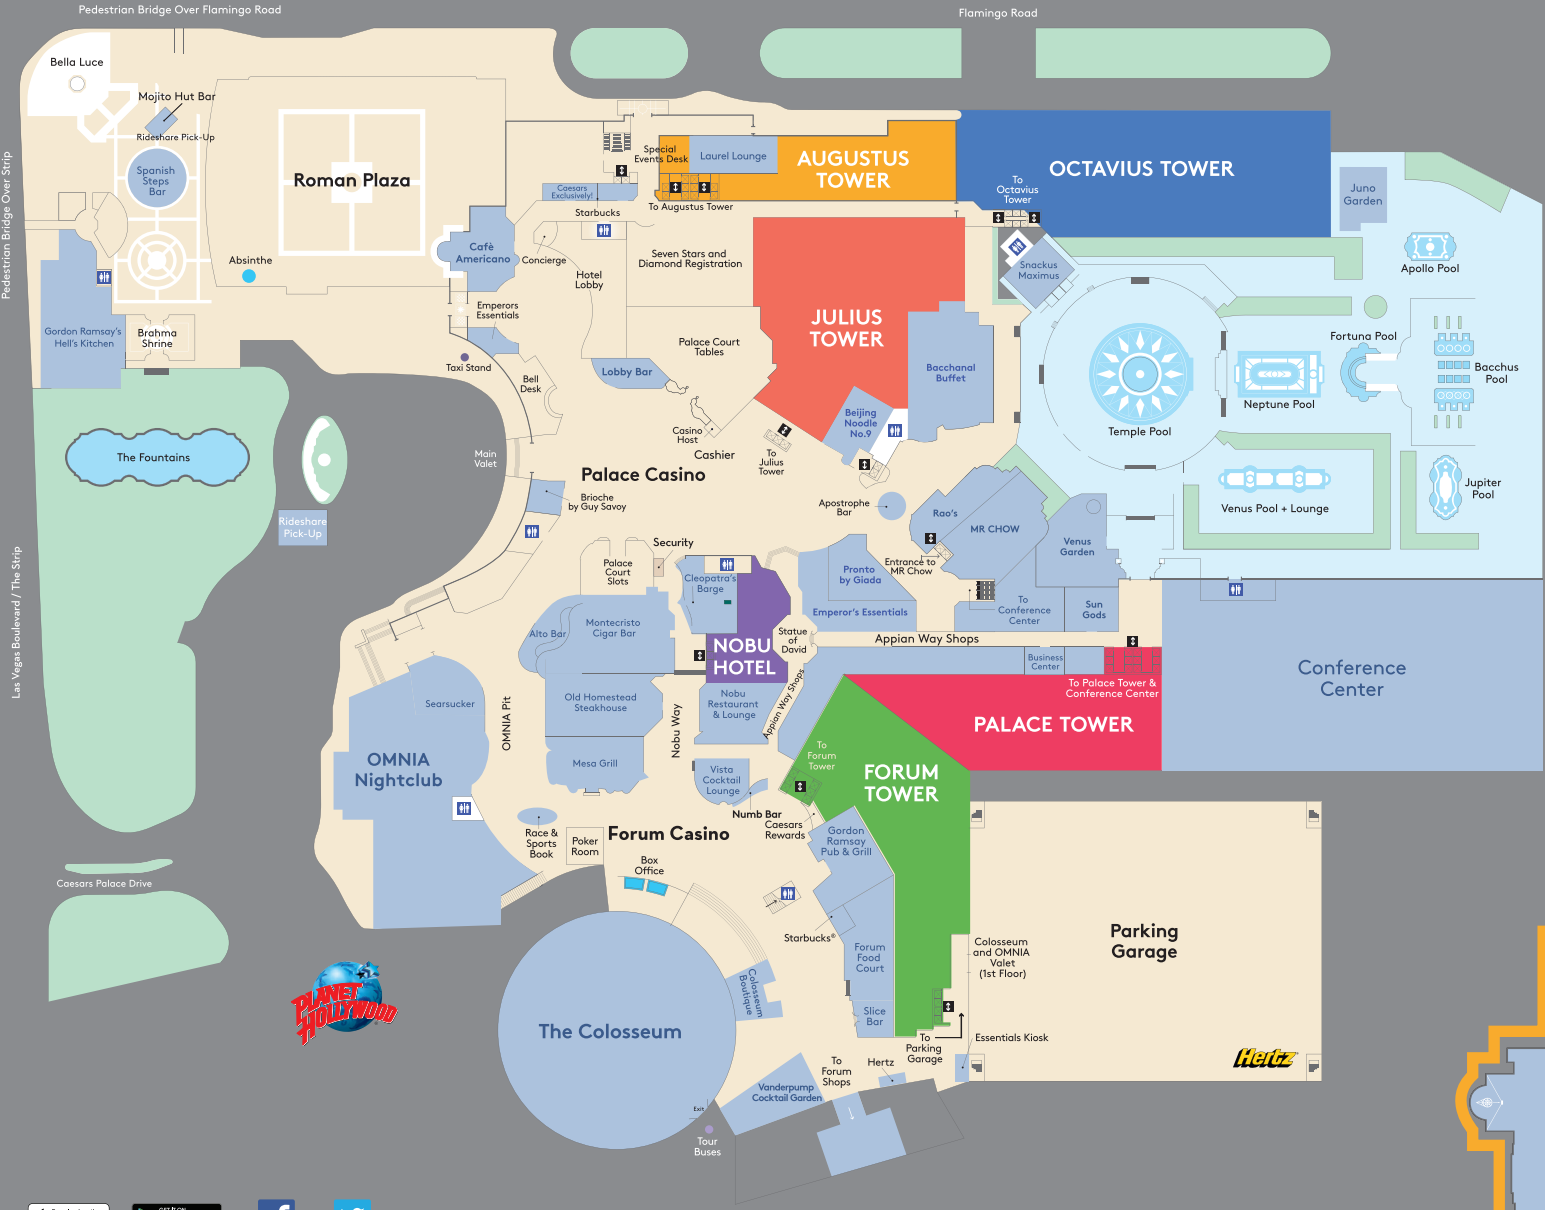 Pedestrian Bridge Over Flamingo Road
Flamingo Road
Bella Luce
Mojito Hut Bar
Rideshare Pick-Up
Spanish
Steps
Bar
Roman Plaza
Special
Events Desk
Laurel Lounge
AUGUSTUS
TOWER
OCTAVIUS TOWER
To
Octavius
Tower
Juno
Garden
Caesars
Exclusively!
Starbucks
To Augustus Tower
Pedestrian Bridge Over Strip
Absinthe
Cafè
Americano
Concierge
Hotel
Lobby
Seven Stars and
Diamond Registration
Snackus
Maximus
Apollo Pool
Gordon Ramsay's
Hell's Kitchen
Brahma
Shrine
Emperors
Essentials
Taxi Stand
Bell
Desk
Lobby Bar
Palace Court
Tables
JULIUS
TOWER
Bacchanal
Buffet
Fortuna Pool
Bacchus
Pool
Neptune Pool
Temple Pool
Beijing
Noodle
No.9
Casino
Host
Cashier
To
Julius
Tower
The Fountains
Main
Valet
Palace Casino
Brioche
by Guy Savoy
Apostrophe
Bar
Rao's
MR CHOW
Venus
Garden
Venus Pool + Lounge
Jupiter
Pool
Rideshare
Pick-Up
Las Vegas Boulevard / The Strip
Security
Palace
Court
Slots
Cleopatra's
Barge
Entrance to
MR Chow
Pronto
by Giada
Emperor's Essentials
To
Conference
Center
Sun
Gods
Alto Bar
Montecristo
Cigar Bar
NOBU
HOTEL
Statue
of
David
Appian Way Shops
Business
Center
To Palace Tower &
Conference Center
Conference
Center
Searsucker
OMNIA Pit
Old Homestead
Steakhouse
Nobu Way
Nobu
Restaurant
& Lounge
Appian Way Shops
PALACE TOWER
OMNIA
Nightclub
Mesa Grill
Vista
Cocktail
Lounge
To
Forum
Tower
FORUM
TOWER
Numb Bar
Caesars
Rewards
Race &
Sports
Book
Poker
Room
Forum Casino
Box
Office
Gordon
Ramsay
Pub & Grill
Caesars Palace Drive
Starbucks®
Forum
Food
Court
Colosseum
and OMNIA
Valet
(1st Floor)
Parking
Garage
PLANET
HOLLYWOOD
The Colosseum
Colosseum
Boutique
Slice
Bar
To
Parking
Garage
Essentials Kiosk
Hertz
To
Forum
Shops
Hertz
Vanderpump
Cocktail Garden
Exit
Tour
Buses
GET IT ON